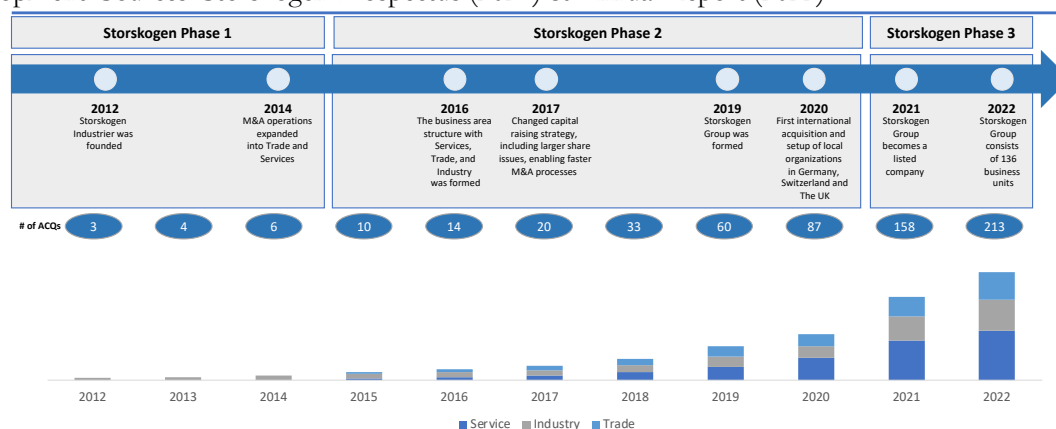 Storskogen Phase 1
Storskogen Phase 2
Storskogen Phase 3
2012
Storskogen
Industrier was
founded
2014
M&A operations
expanded
into Trade and
Services
2016
The business area
structure with
Services,
Trade, and
Industry
was formed
2017
Changed capital
raising strategy,
including larger share
issues, enabling faster
M&A processes
2019
Storskogen
Group was
formed
2020
First international
acquisition and
setup of local
organizations
in Germany,
Switzerland and
The UK
2021
Storskogen
Group
becomes a
listed
company
2022
Storskogen
Group
consists
of 136
business
units
# of ACQs 3 4 6 10 14 20 33 60 87 158 213
2012 2013 2014 2015 2016 2017 2018 2019 2020 2021 2022
Service Industry Trade